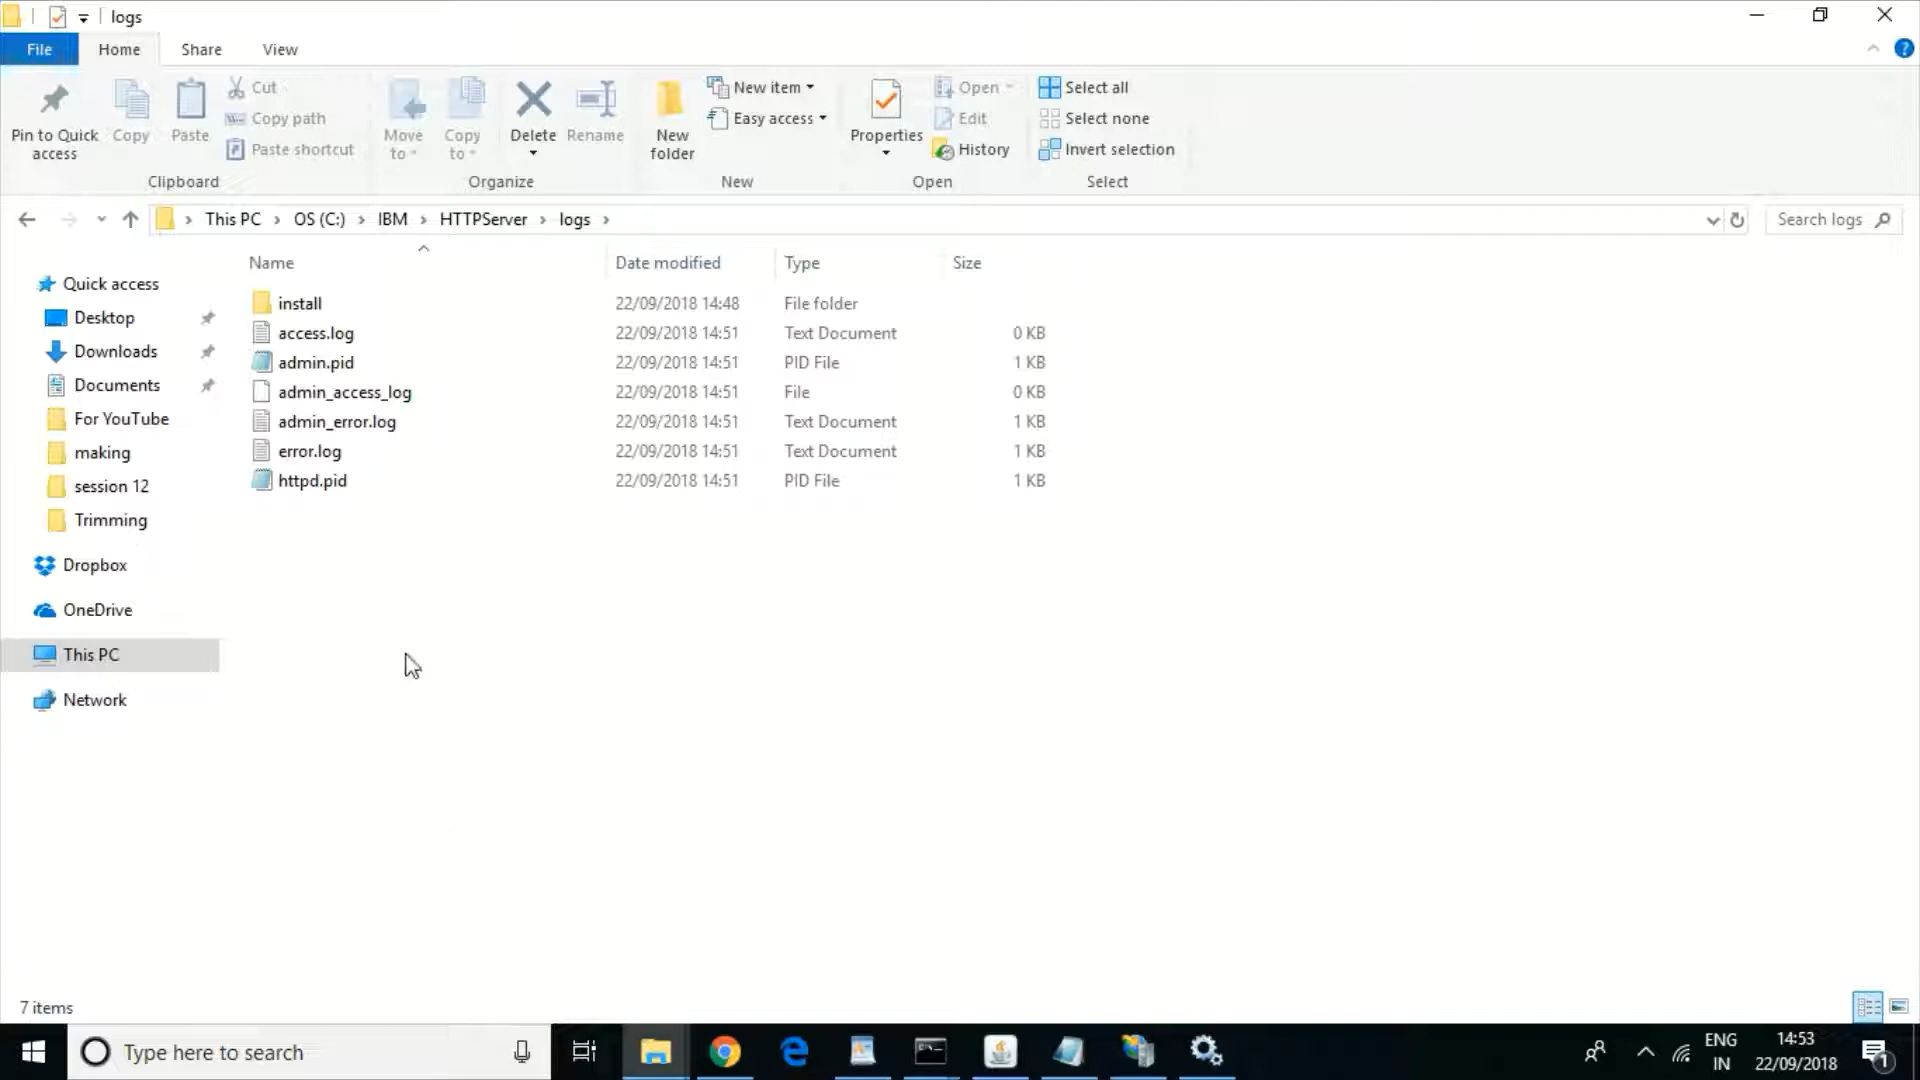 logs
File Home Share View
Pin to Quick access
Copy
Paste
Cut
Copy path
Paste shortcut
Clipboard
Move to
Copy to
Delete
Rename
Organize
New folder
New item
Easy access
New
Properties
Open
Edit
History
Open
Select all
Select none
Invert selection
Select
This PC › OS (C:) › IBM › HTTPServer › logs ›
Search logs
Name Date modified Type Size
install 22/09/2018 14:48 File folder
access.log 22/09/2018 14:51 Text Document 0 KB
admin.pid 22/09/2018 14:51 PID File 1 KB
admin_access_log 22/09/2018 14:51 File 0 KB
admin_error.log 22/09/2018 14:51 Text Document 1 KB
error.log 22/09/2018 14:51 Text Document 1 KB
httpd.pid 22/09/2018 14:51 PID File 1 KB
Quick access
Desktop
Downloads
Documents
For YouTube
making
session 12
Trimming
Dropbox
OneDrive
This PC
Network
7 items
Type here to search
ENG
IN
14:53
22/09/2018
1